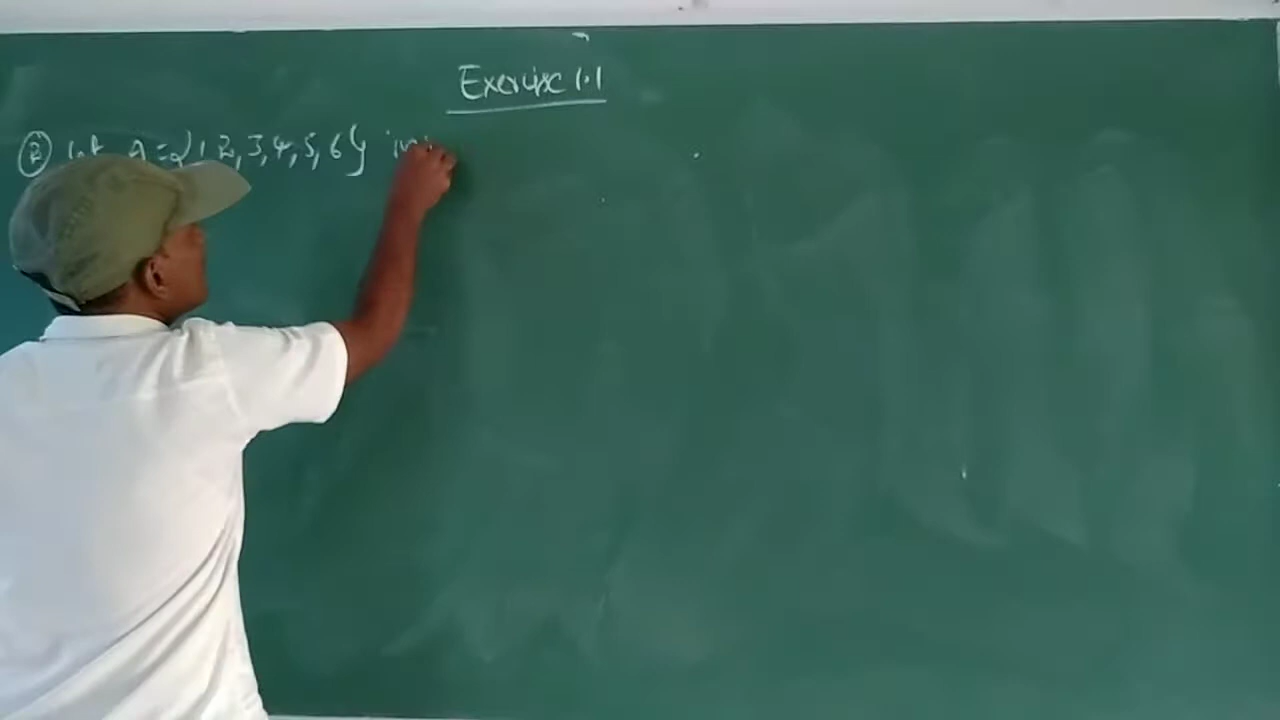 Exercise 1.1
② Let A = {1 2, 3, 4, 5, 6}